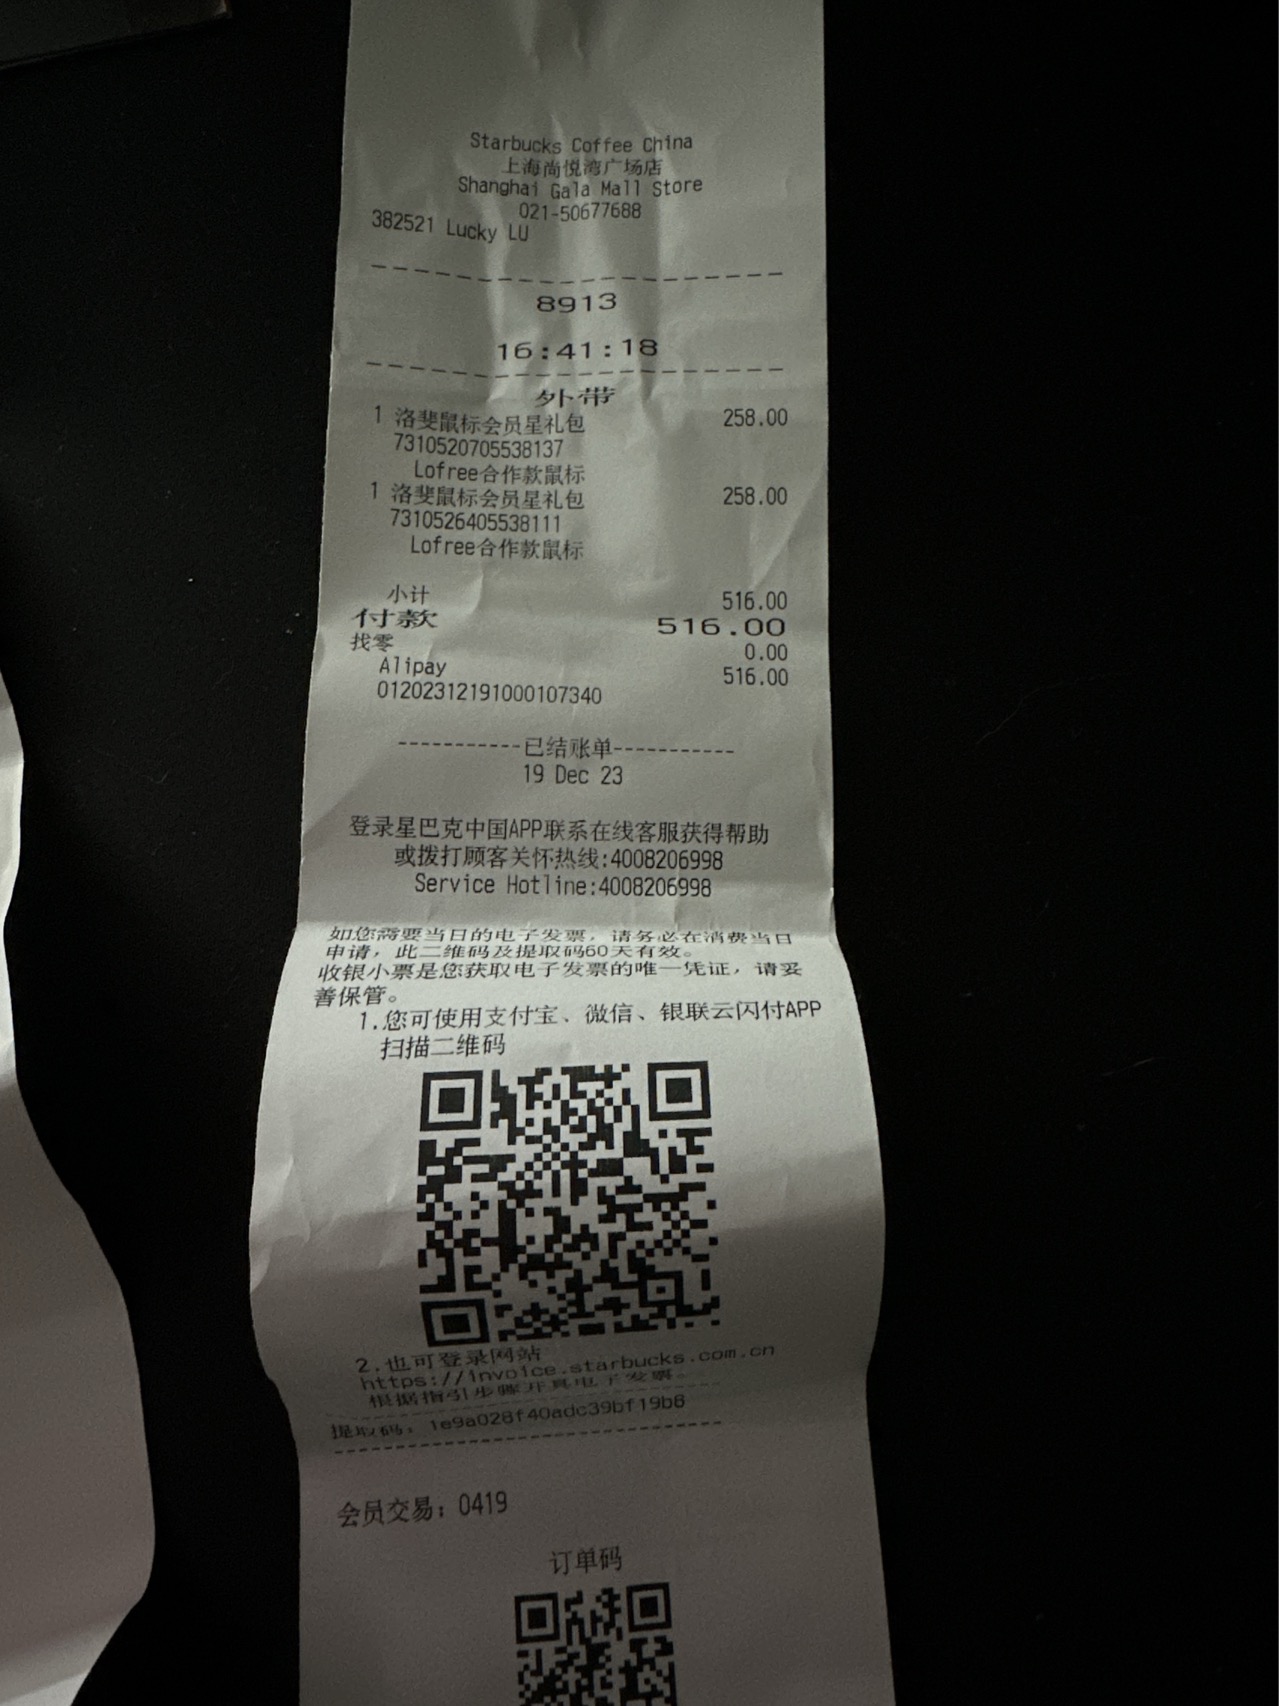 Starbucks Coffee China
上海尚悦湾广场店
Shanghai Gala Mall Store
021-50677688
382521 Lucky LU
8913
16:41:18
外带
1 洛斐鼠标会员星礼包 258.00
7310520705538137
Lofree合作款鼠标
1 洛斐鼠标会员星礼包 258.00
7310526405538111
Lofree合作款鼠标
小计 516.00
付款 516.00
找零 0.00
Alipay 516.00
01202312191000107340
-----------已结账单-----------
19 Dec 23
登录星巴克中国APP联系在线客服获得帮助
或拨打顾客关怀热线:4008206998
Service Hotline:4008206998
如您需要当日的电子发票，请务必在消费当日
申请，此二维码及提取码60天有效。
收银小票是您获取电子发票的唯一凭证，请妥
善保管。
1.您可使用支付宝、微信、银联云闪付APP
扫描二维码
2.也可登录网站
https://invoice.starbucks.com.cn
根据指引步骤开具电子发票。
提取码：1e9a028f40adc39bf19b6
会员交易：0419
订单码